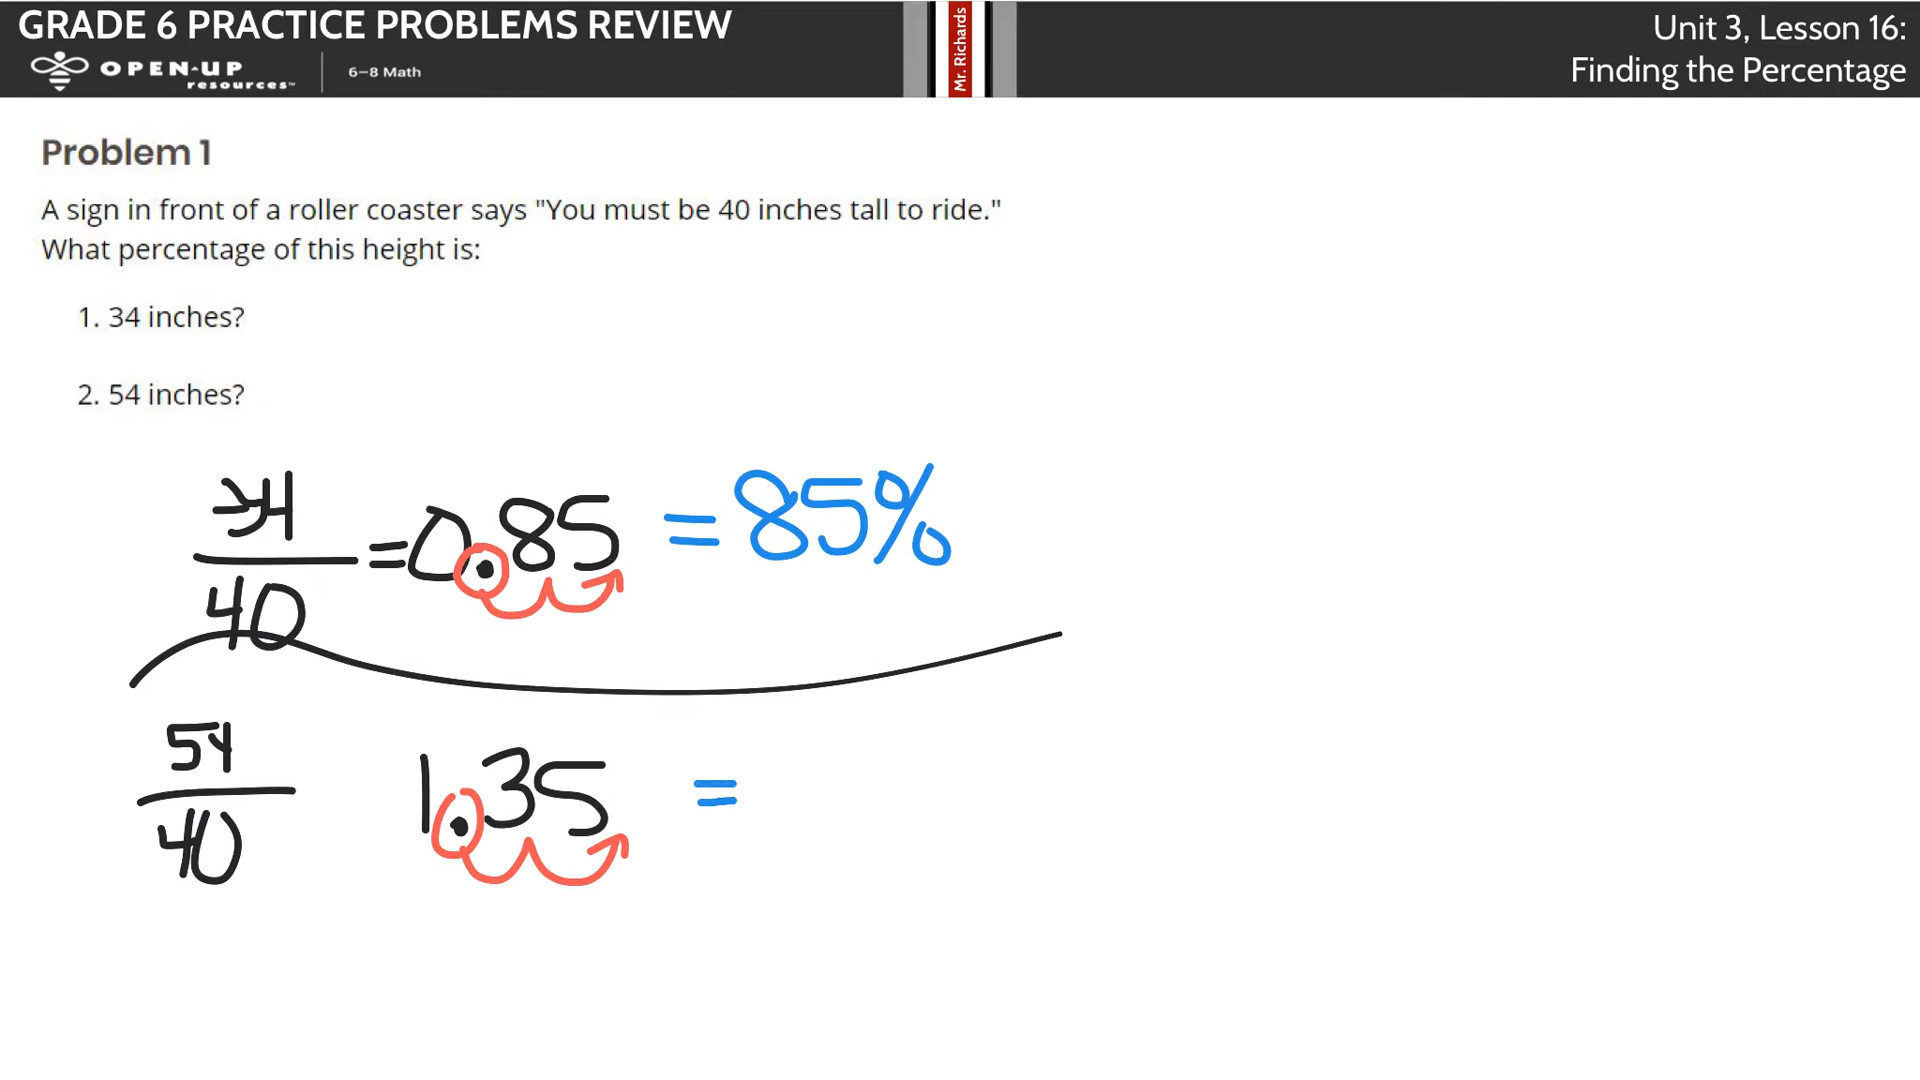 GRADE 6 PRACTICE PROBLEMS REVIEW
OPEN-UP
resources™
6–8 Math
Mr. Richards
Unit 3, Lesson 16:
Finding the Percentage
Problem 1
A sign in front of a roller coaster says "You must be 40 inches tall to ride."
What percentage of this height is:
1. 34 inches?
2. 54 inches?
34
40
=0.85 = 85%
54
40
1.35 =